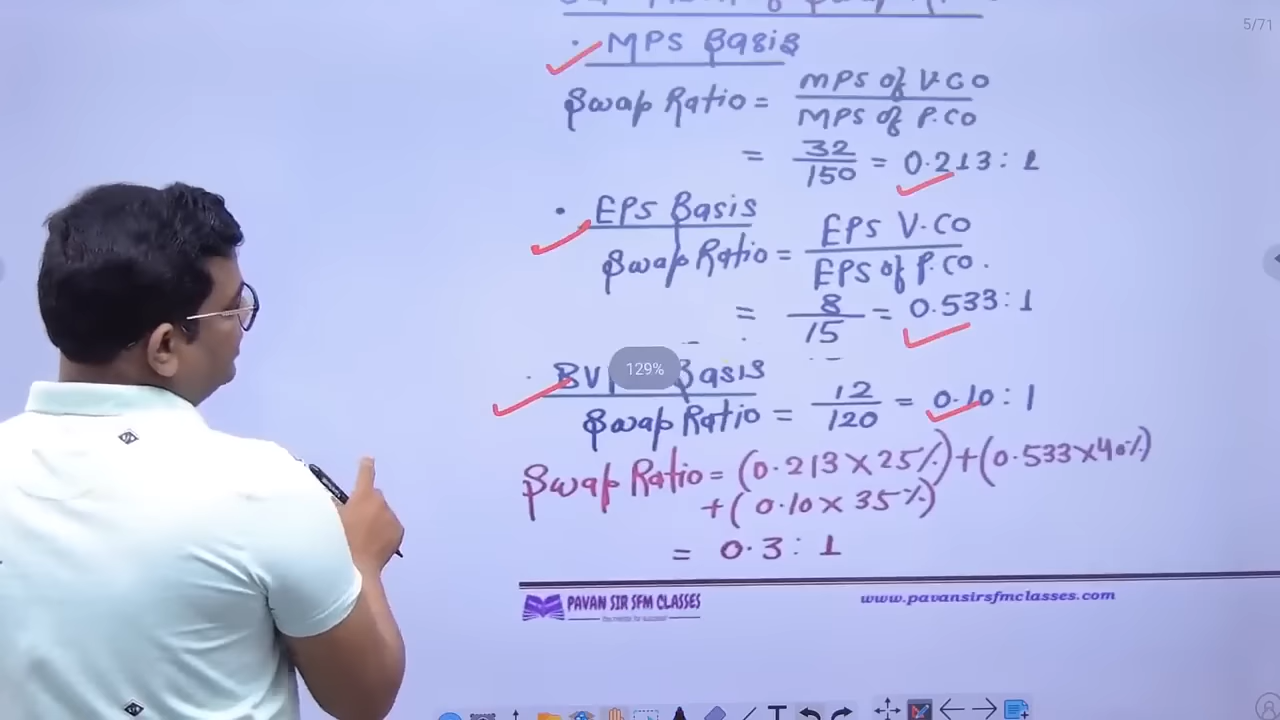 5/71
· MPS Basis
Swap Ratio = MPS of V.CO
MPS of P.CO
= 32/150 = 0.213 : 1
· EPS Basis
Swap Ratio = EPS V.CO
EPS of P.CO.
= 8/15 = 0.533 : 1
129%
Basis
Swap Ratio = 12/120 = 0.10 : 1
Swap Ratio = (0.213 x 25%) + (0.533 x 40%)
+ (0.10 x 35%)
= 0.3 : 1
PAVAN SIR SFM CLASSES
www.pavansirsfmclasses.com